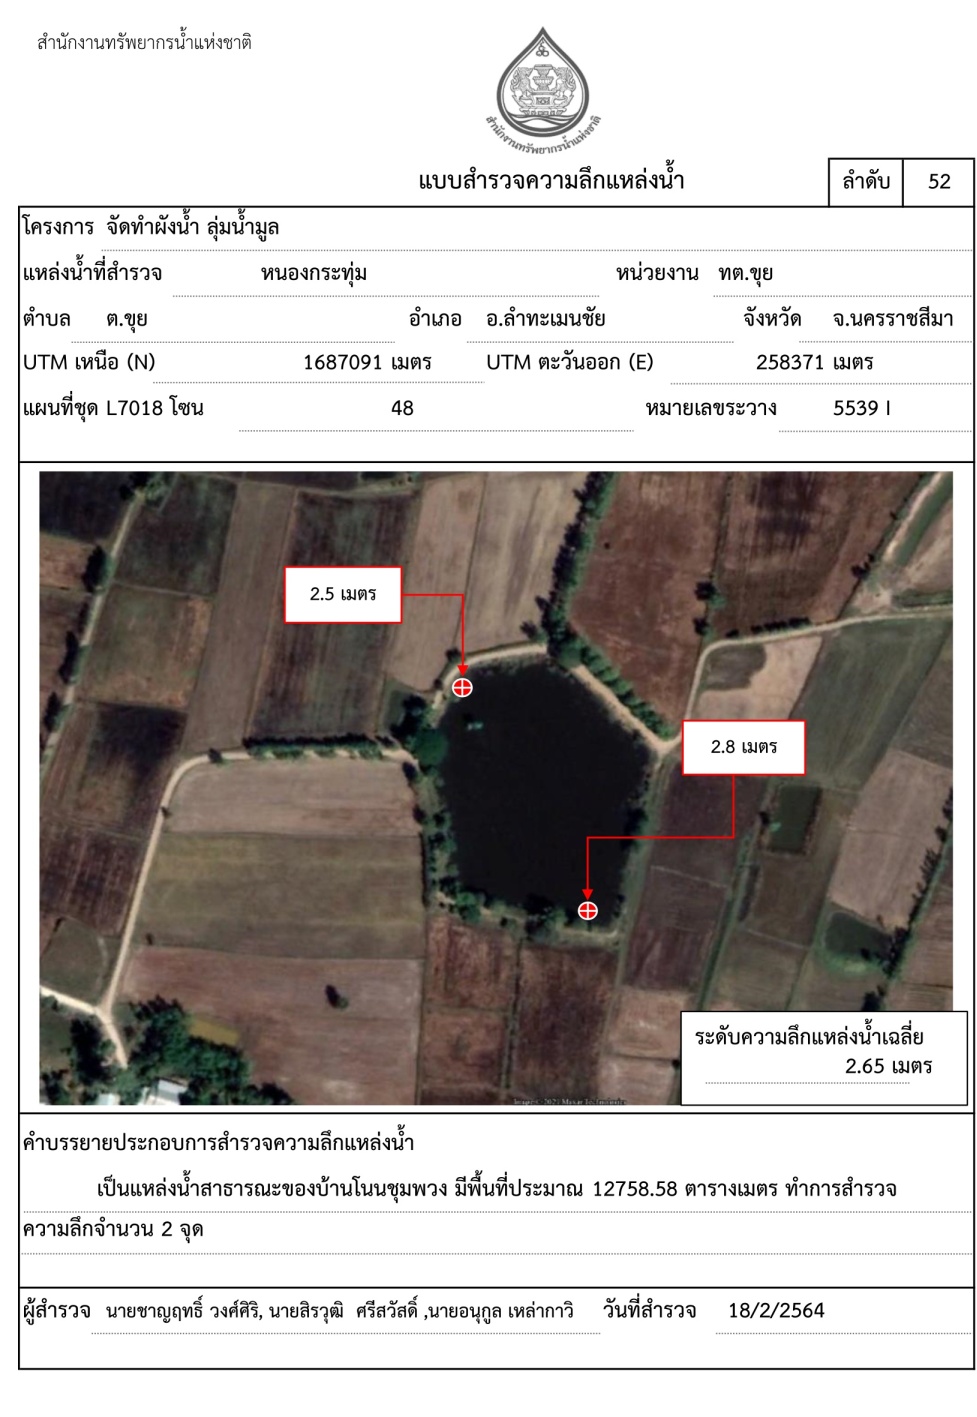 สำนักงานทรัพยากรน้ำแห่งชาติ
สำนักงานทรัพยากรน้ำแห่งชาติ
แบบสำรวจความลึกแหล่งน้ำ ลำดับ 52
โครงการ จัดทำผังน้ำ ลุ่มน้ำมูล
แหล่งน้ำที่สำรวจ หนองกระทุ่ม หน่วยงาน ทต.ขุย
ตำบล ต.ขุย อำเภอ อ.ลำทะเมนชัย จังหวัด จ.นครราชสีมา
UTM เหนือ (N) 1687091 เมตร UTM ตะวันออก (E) 258371 เมตร
แผนที่ชุด L7018 โซน 48 หมายเลขระวาง 5539 I
2.5 เมตร
2.8 เมตร
ระดับความลึกแหล่งน้ำเฉลี่ย
2.65 เมตร
Image © 2021 Maxar Technologies
คำบรรยายประกอบการสำรวจความลึกแหล่งน้ำ
เป็นแหล่งน้ำสาธารณะของบ้านโนนชุมพวง มีพื้นที่ประมาณ 12758.58 ตารางเมตร ทำการสำรวจ
ความลึกจำนวน 2 จุด
ผู้สำรวจ นายชาญฤทธิ์ วงศ์ศิริ, นายสิรวุฒิ ศรีสวัสดิ์ ,นายอนุกูล เหล่ากาวี วันที่สำรวจ 18/2/2564